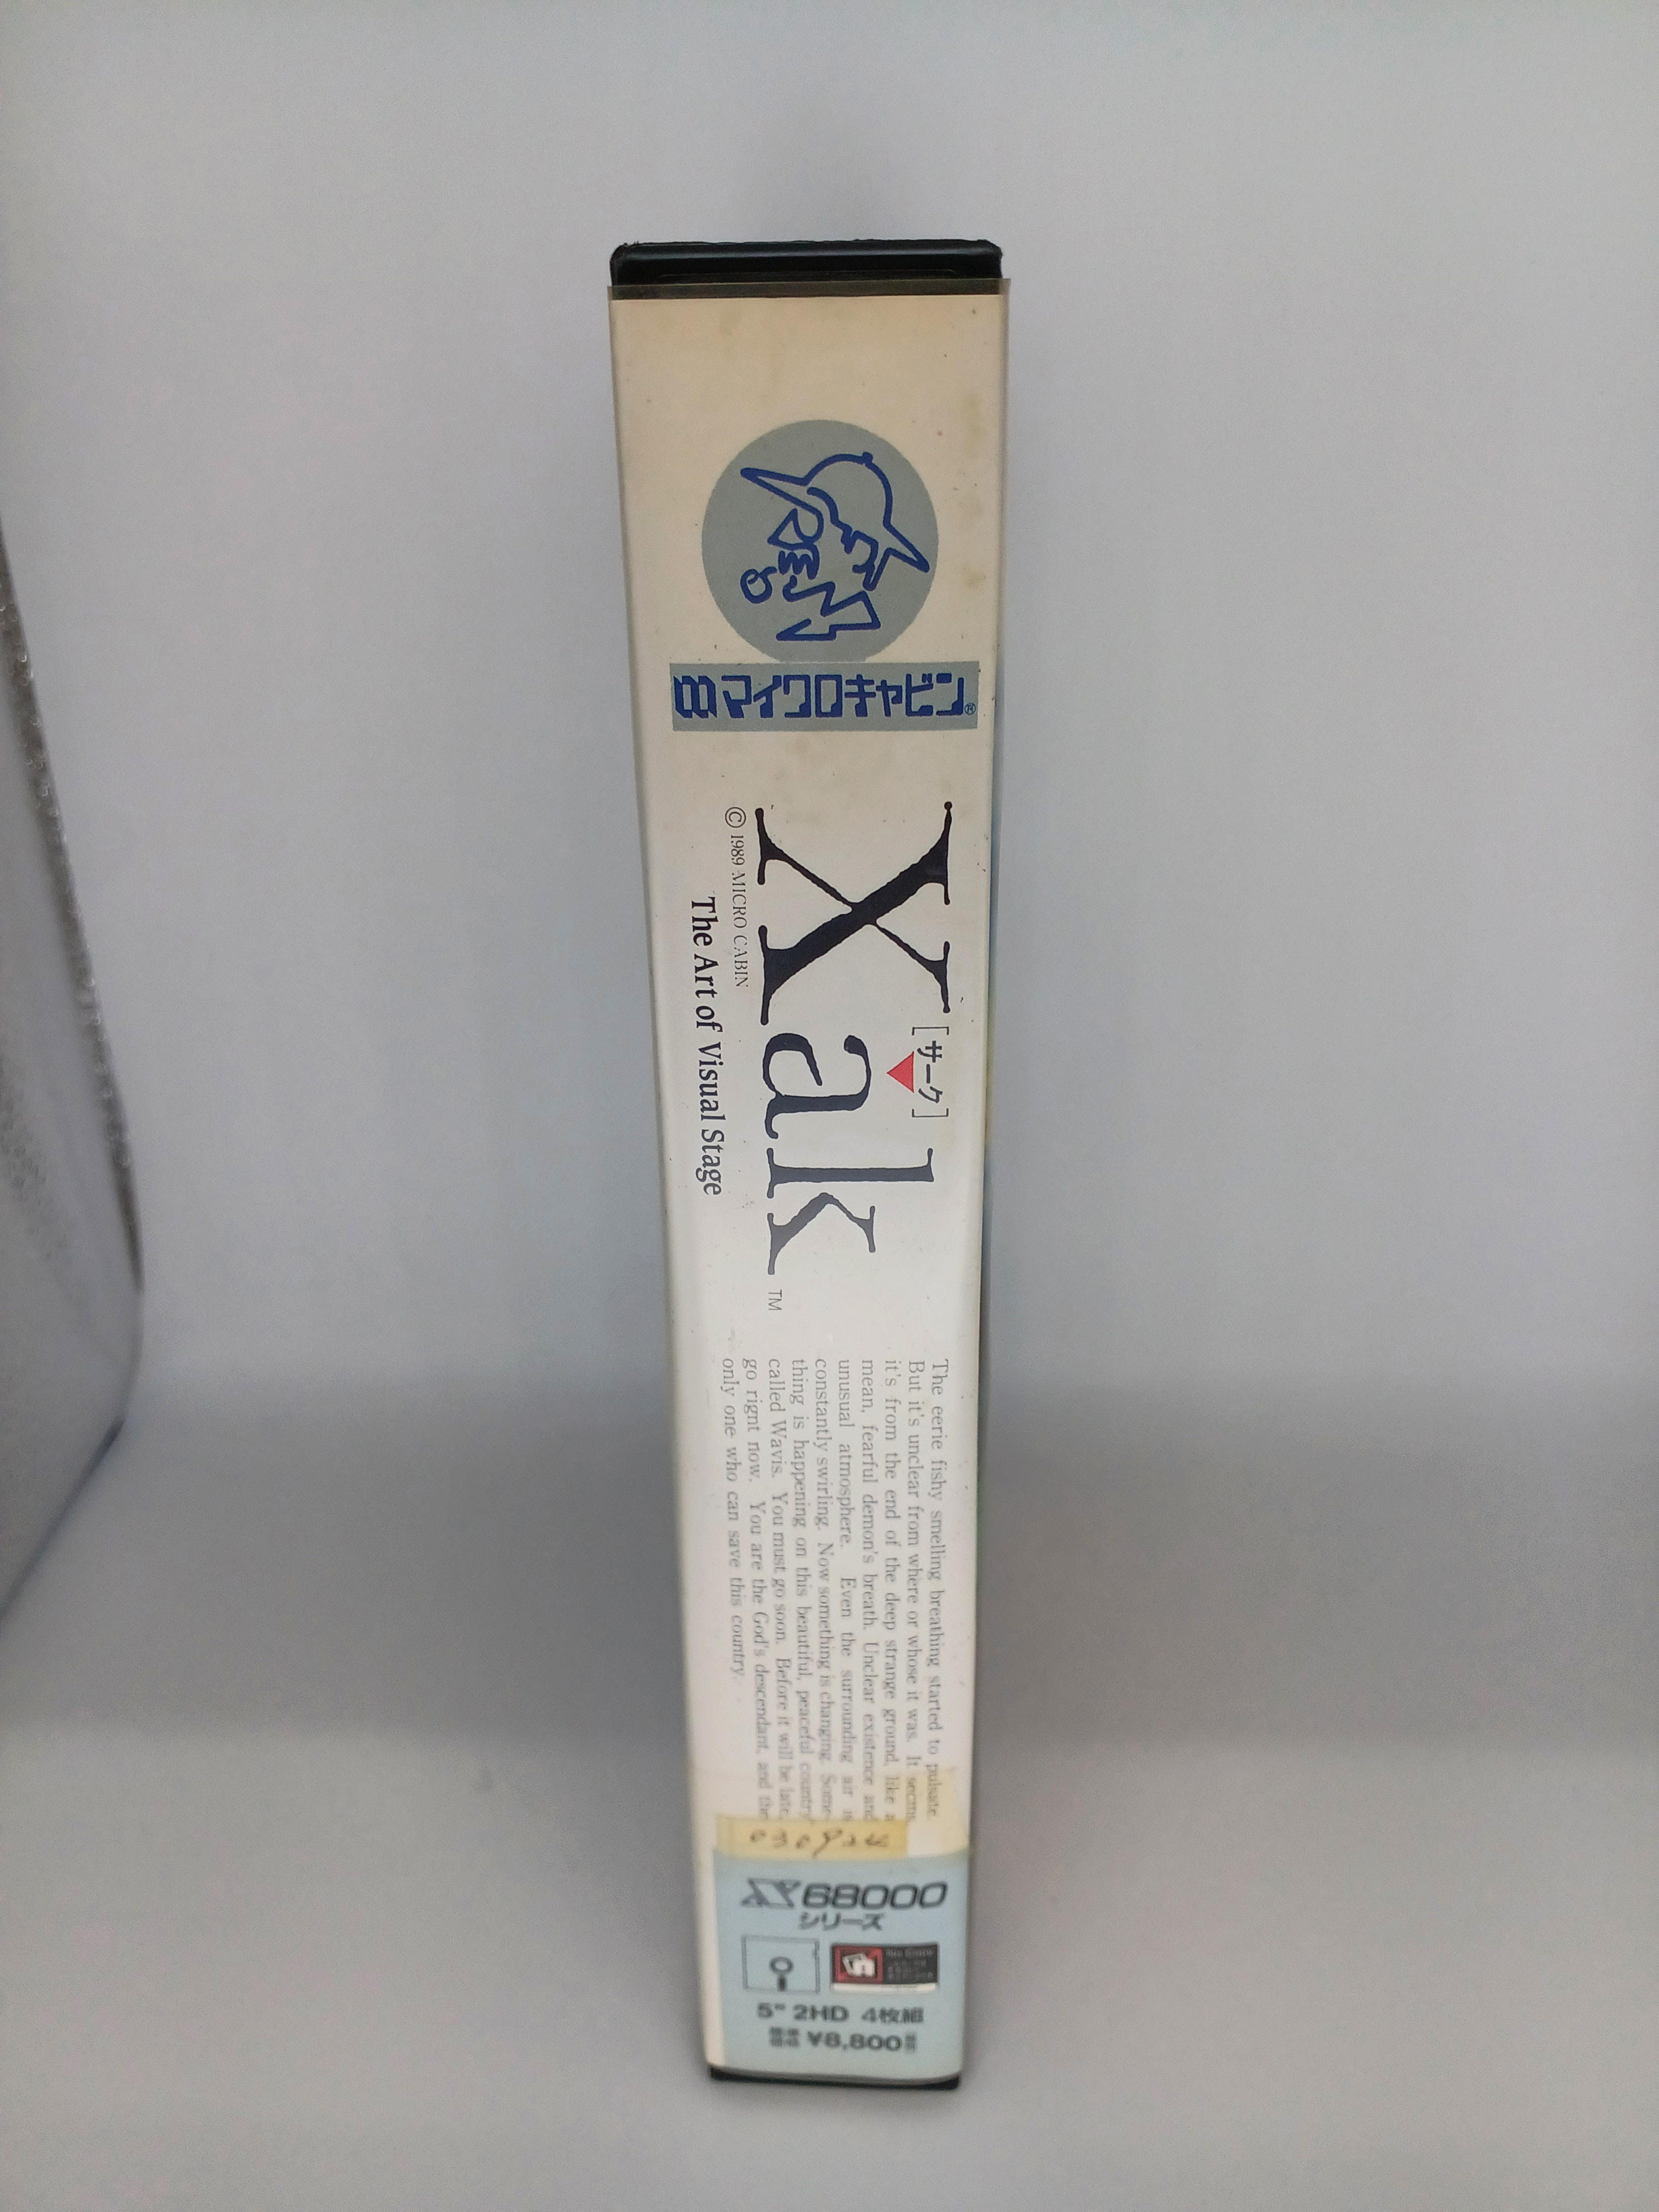 マイクロキャビン®
Xak™
[サーク]
© 1989 MICRO CABIN
The Art of Visual Stage
The eerie fishy smelling breathing started to pulsate.
But it's unclear from where or whose it was. It seems
it's from the end of the deep strange ground, like a
mean, fearful demon's breath. Unclear existence and
unusual atmosphere. Even the surrounding air is
constantly swirling. Now something is changing. Some-
thing is happening on this beautiful, peaceful country
called Wavis. You must go soon. Before it will be late,
go rignt now. You are the God's descendant, and the
only one who can save this country.
X68000
シリーズ
5" 2HD 4枚組
標準価格 ¥8,800